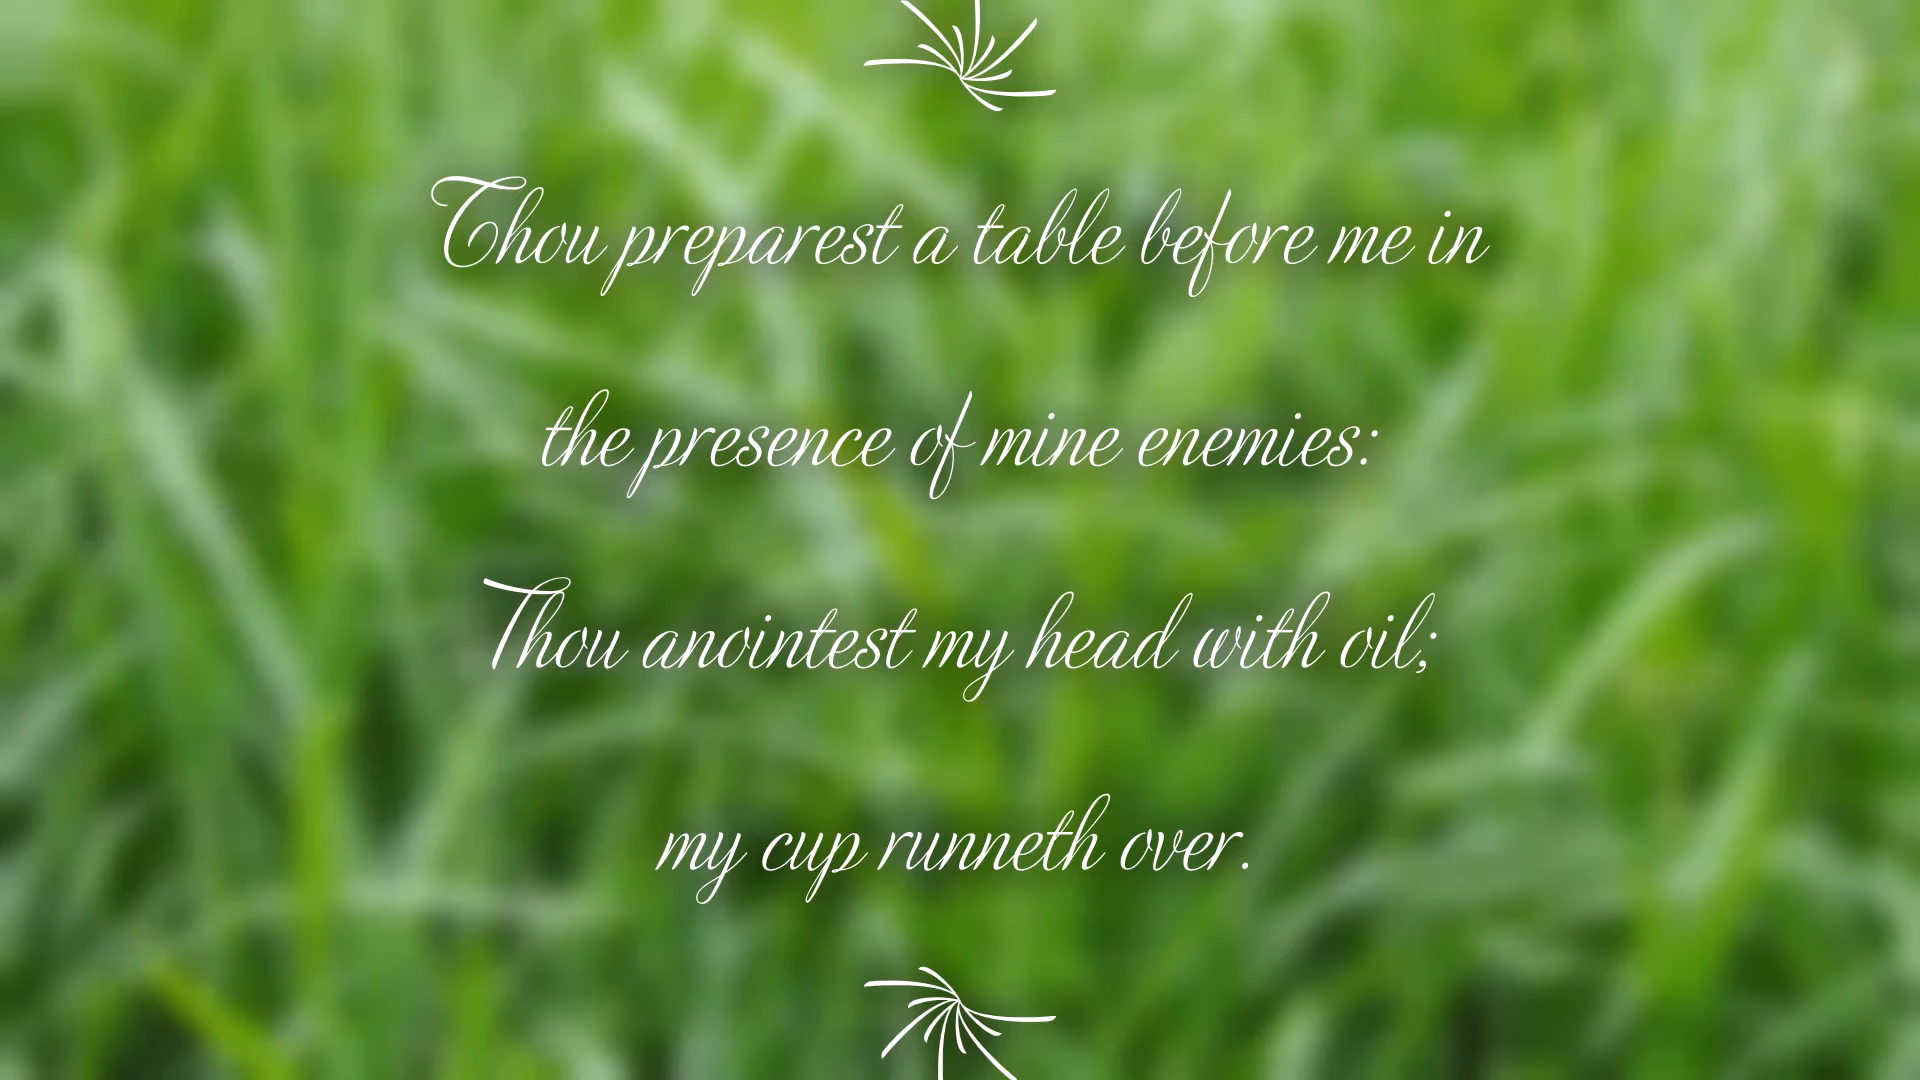 Thou preparest a table before me in
the presence of mine enemies:
Thou anointest my head with oil;
my cup runneth over.